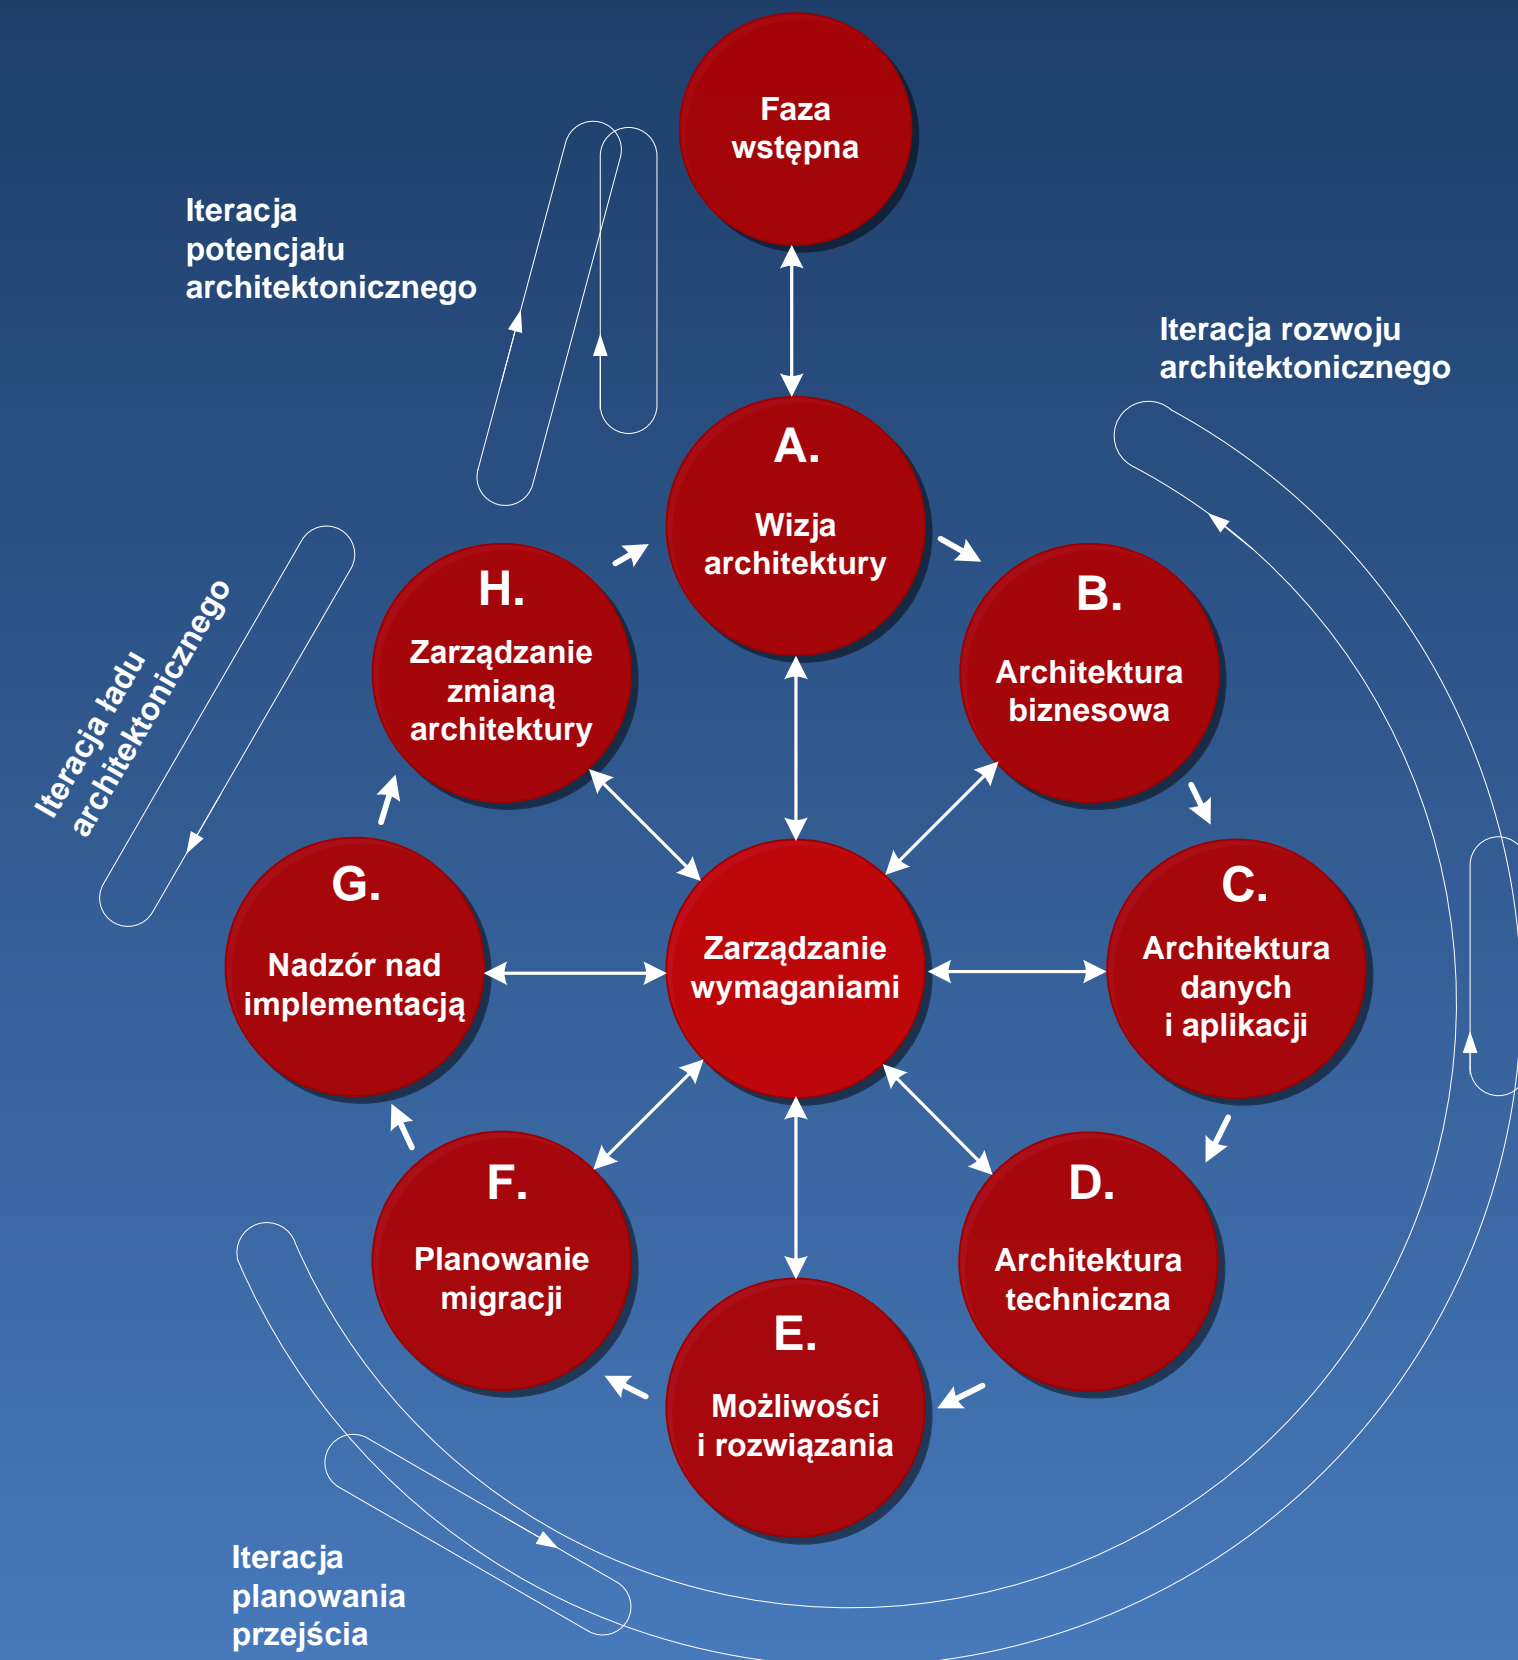 Faza
wstępna
Iteracja
potencjału
architektonicznego
Iteracja rozwoju
architektonicznego
A.
Wizja
architektury
H.
Zarządzanie
zmianą
architektury
B.
Architektura
biznesowa
Iteracja ładu
architektonicznego
G.
Nadzór nad
implementacją
Zarządzanie
wymaganiami
C.
Architektura
danych
i aplikacji
F.
Planowanie
migracji
D.
Architektura
techniczna
E.
Możliwości
i rozwiązania
Iteracja
planowania
przejścia